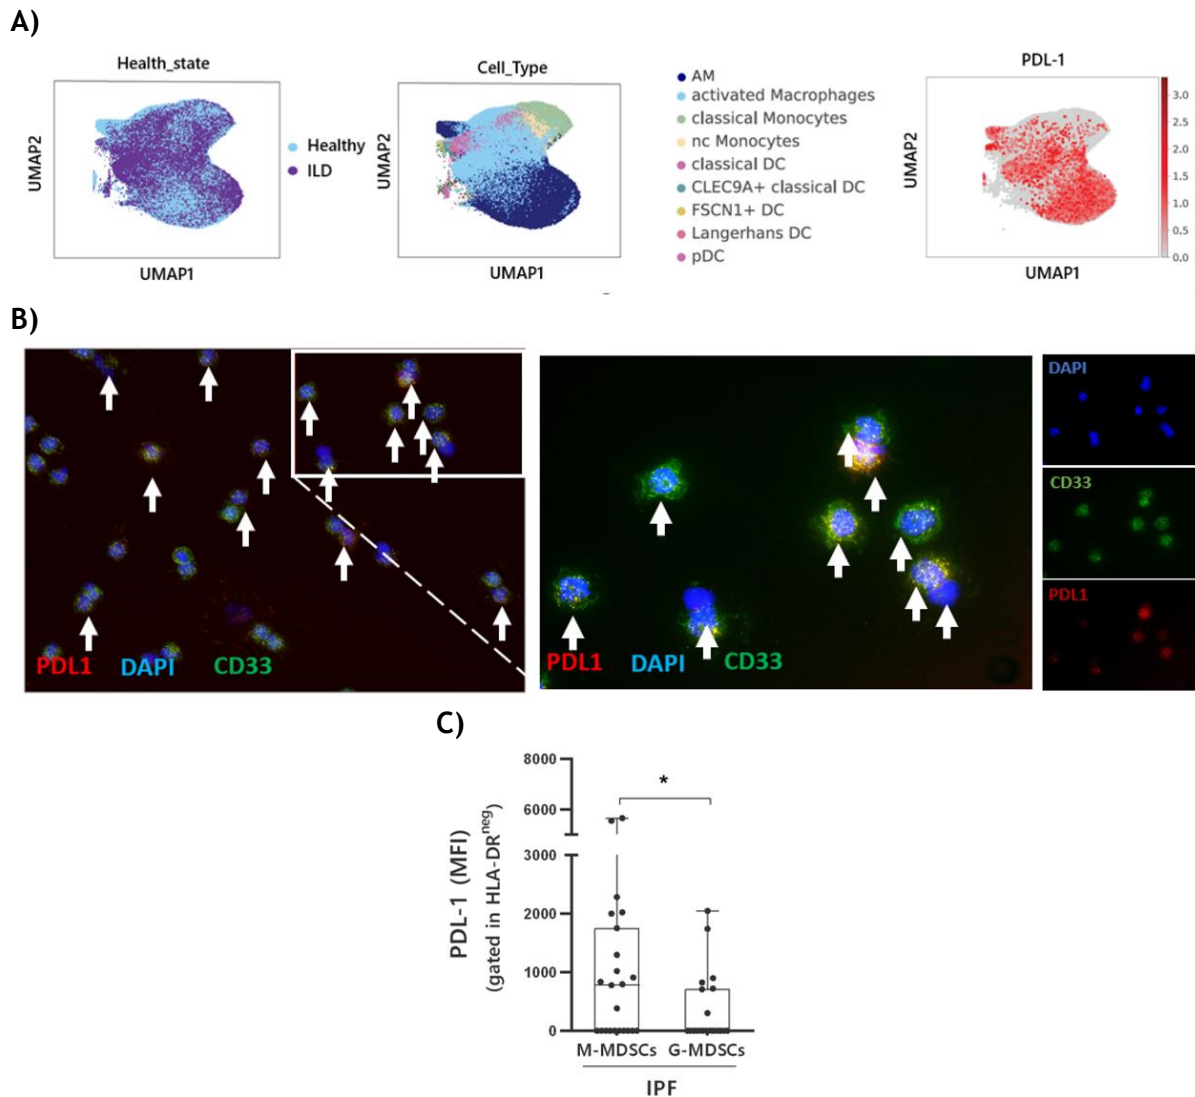 A)
Health_state
UMAP2
UMAP1
Healthy
ILD
Cell_Type
UMAP2
UMAP1
AM
activated Macrophages
classical Monocytes
nc Monocytes
classical DC
CLEC9A+ classical DC
FSCN1+ DC
Langerhans DC
pDC
PDL-1
UMAP2
UMAP1
3.0
2.5
2.0
1.5
1.0
0.5
0.0
B)
PDL1 DAPI CD33
PDL1 DAPI CD33
DAPI
CD33
PDL1
C)
PDL-1 (MFI)
(gated in HLA-DRneg)
8000
6000
3000
2000
1000
0
*
M-MDSCs G-MDSCs
IPF